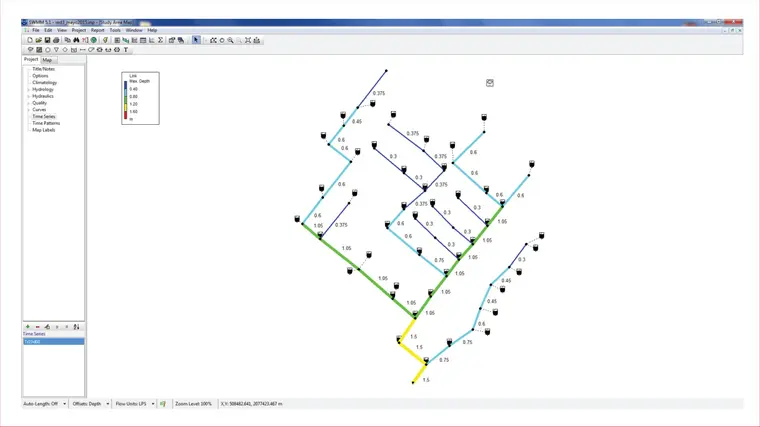 SWMM 5.1 - Study Area Map
File Edit View Project Report Tools Window Help
Project Map
Title/Notes
Options
Climatology
Hydrology
Hydraulics
Quality
Curves
Time Series
Time Patterns
Map Labels
Time Series
Link
Max. Depth
0.40
0.80
1.20
1.60
m
0.375
0.45
0.375
0.6
0.3
0.6
0.375
0.375
0.6
0.6
0.6
0.3
0.6
0.6
0.375
0.6
0.3
0.3
0.3
1.05
1.05
1.05
0.75
0.3
1.05
1.05
1.05
0.45
1.05
1.05
0.45
0.6
1.5
0.75
1.5
0.75
1.5
Auto-Length: Off Offsets: Depth Flow Units: LPS Zoom Level: 100% X,Y: 508482.643, 2077423.467 m